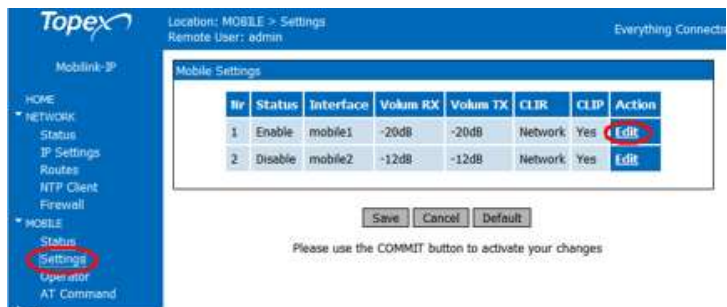 Topex
Location: MOBILE > Settings
Remote User: admin
Everything Connects
Mobilink-IP
HOME
NETWORK
Status
IP Settings
Routes
NTP Client
Firewall
MOBILE
Status
Settings
Operator
AT Command
Mobile Settings
Nr Status Interface Volum RX Volum TX CLIR CLIP Action
1 Enable mobile1 -20dB -20dB Network Yes Edit
2 Disable mobile2 -12dB -12dB Network Yes Edit
Save Cancel Default
Please use the COMMIT button to activate your changes